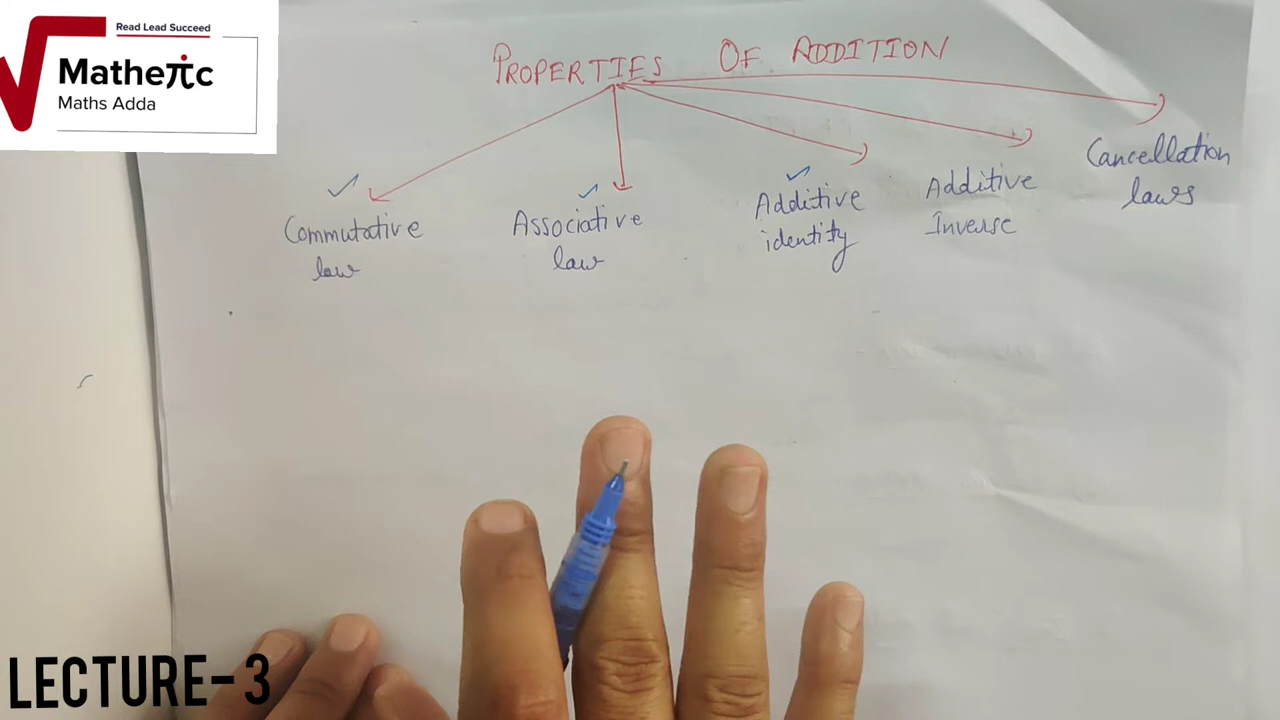 Read Lead Succeed
Matheπc
Maths Adda
PROPERTIES OF ADDITION
Commutative
law
Associative
law
Additive
identity
Additive
Inverse
Cancellation
laws
LECTURE-3